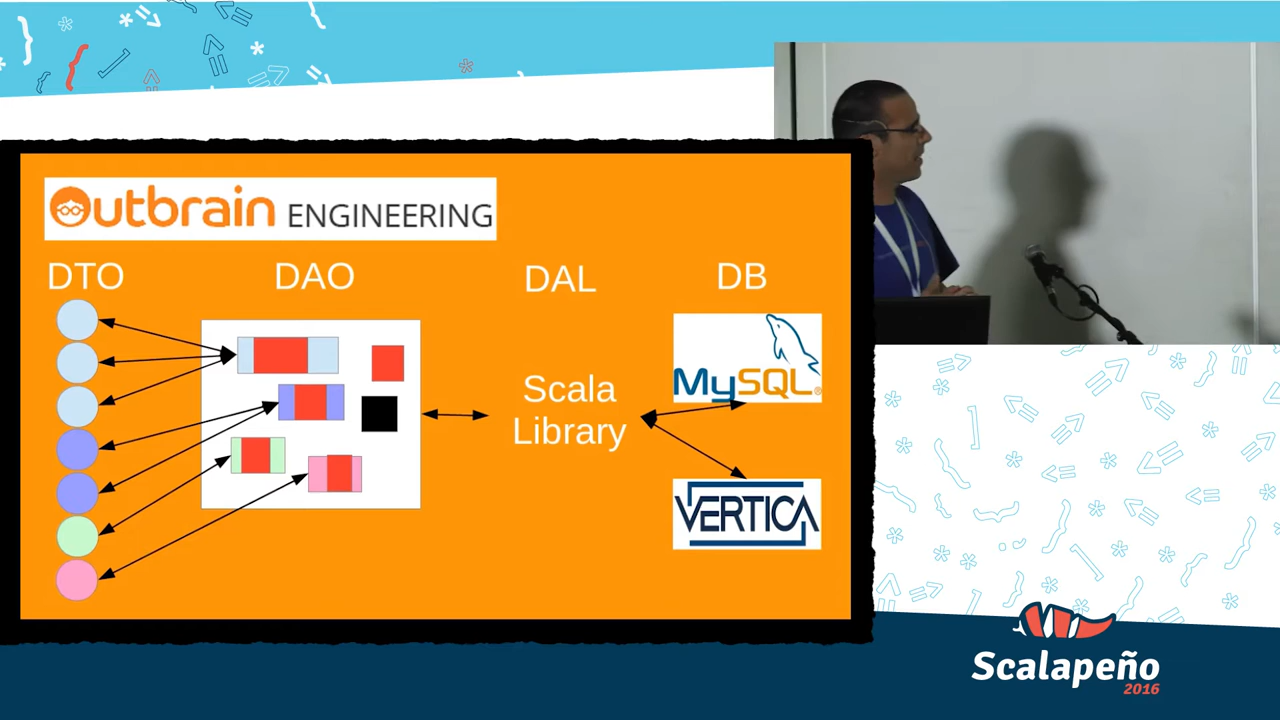 Outbrain ENGINEERING
DTO DAO DAL DB
MySQL®
Scala
Library
VERTICA
Scalapeño
2016